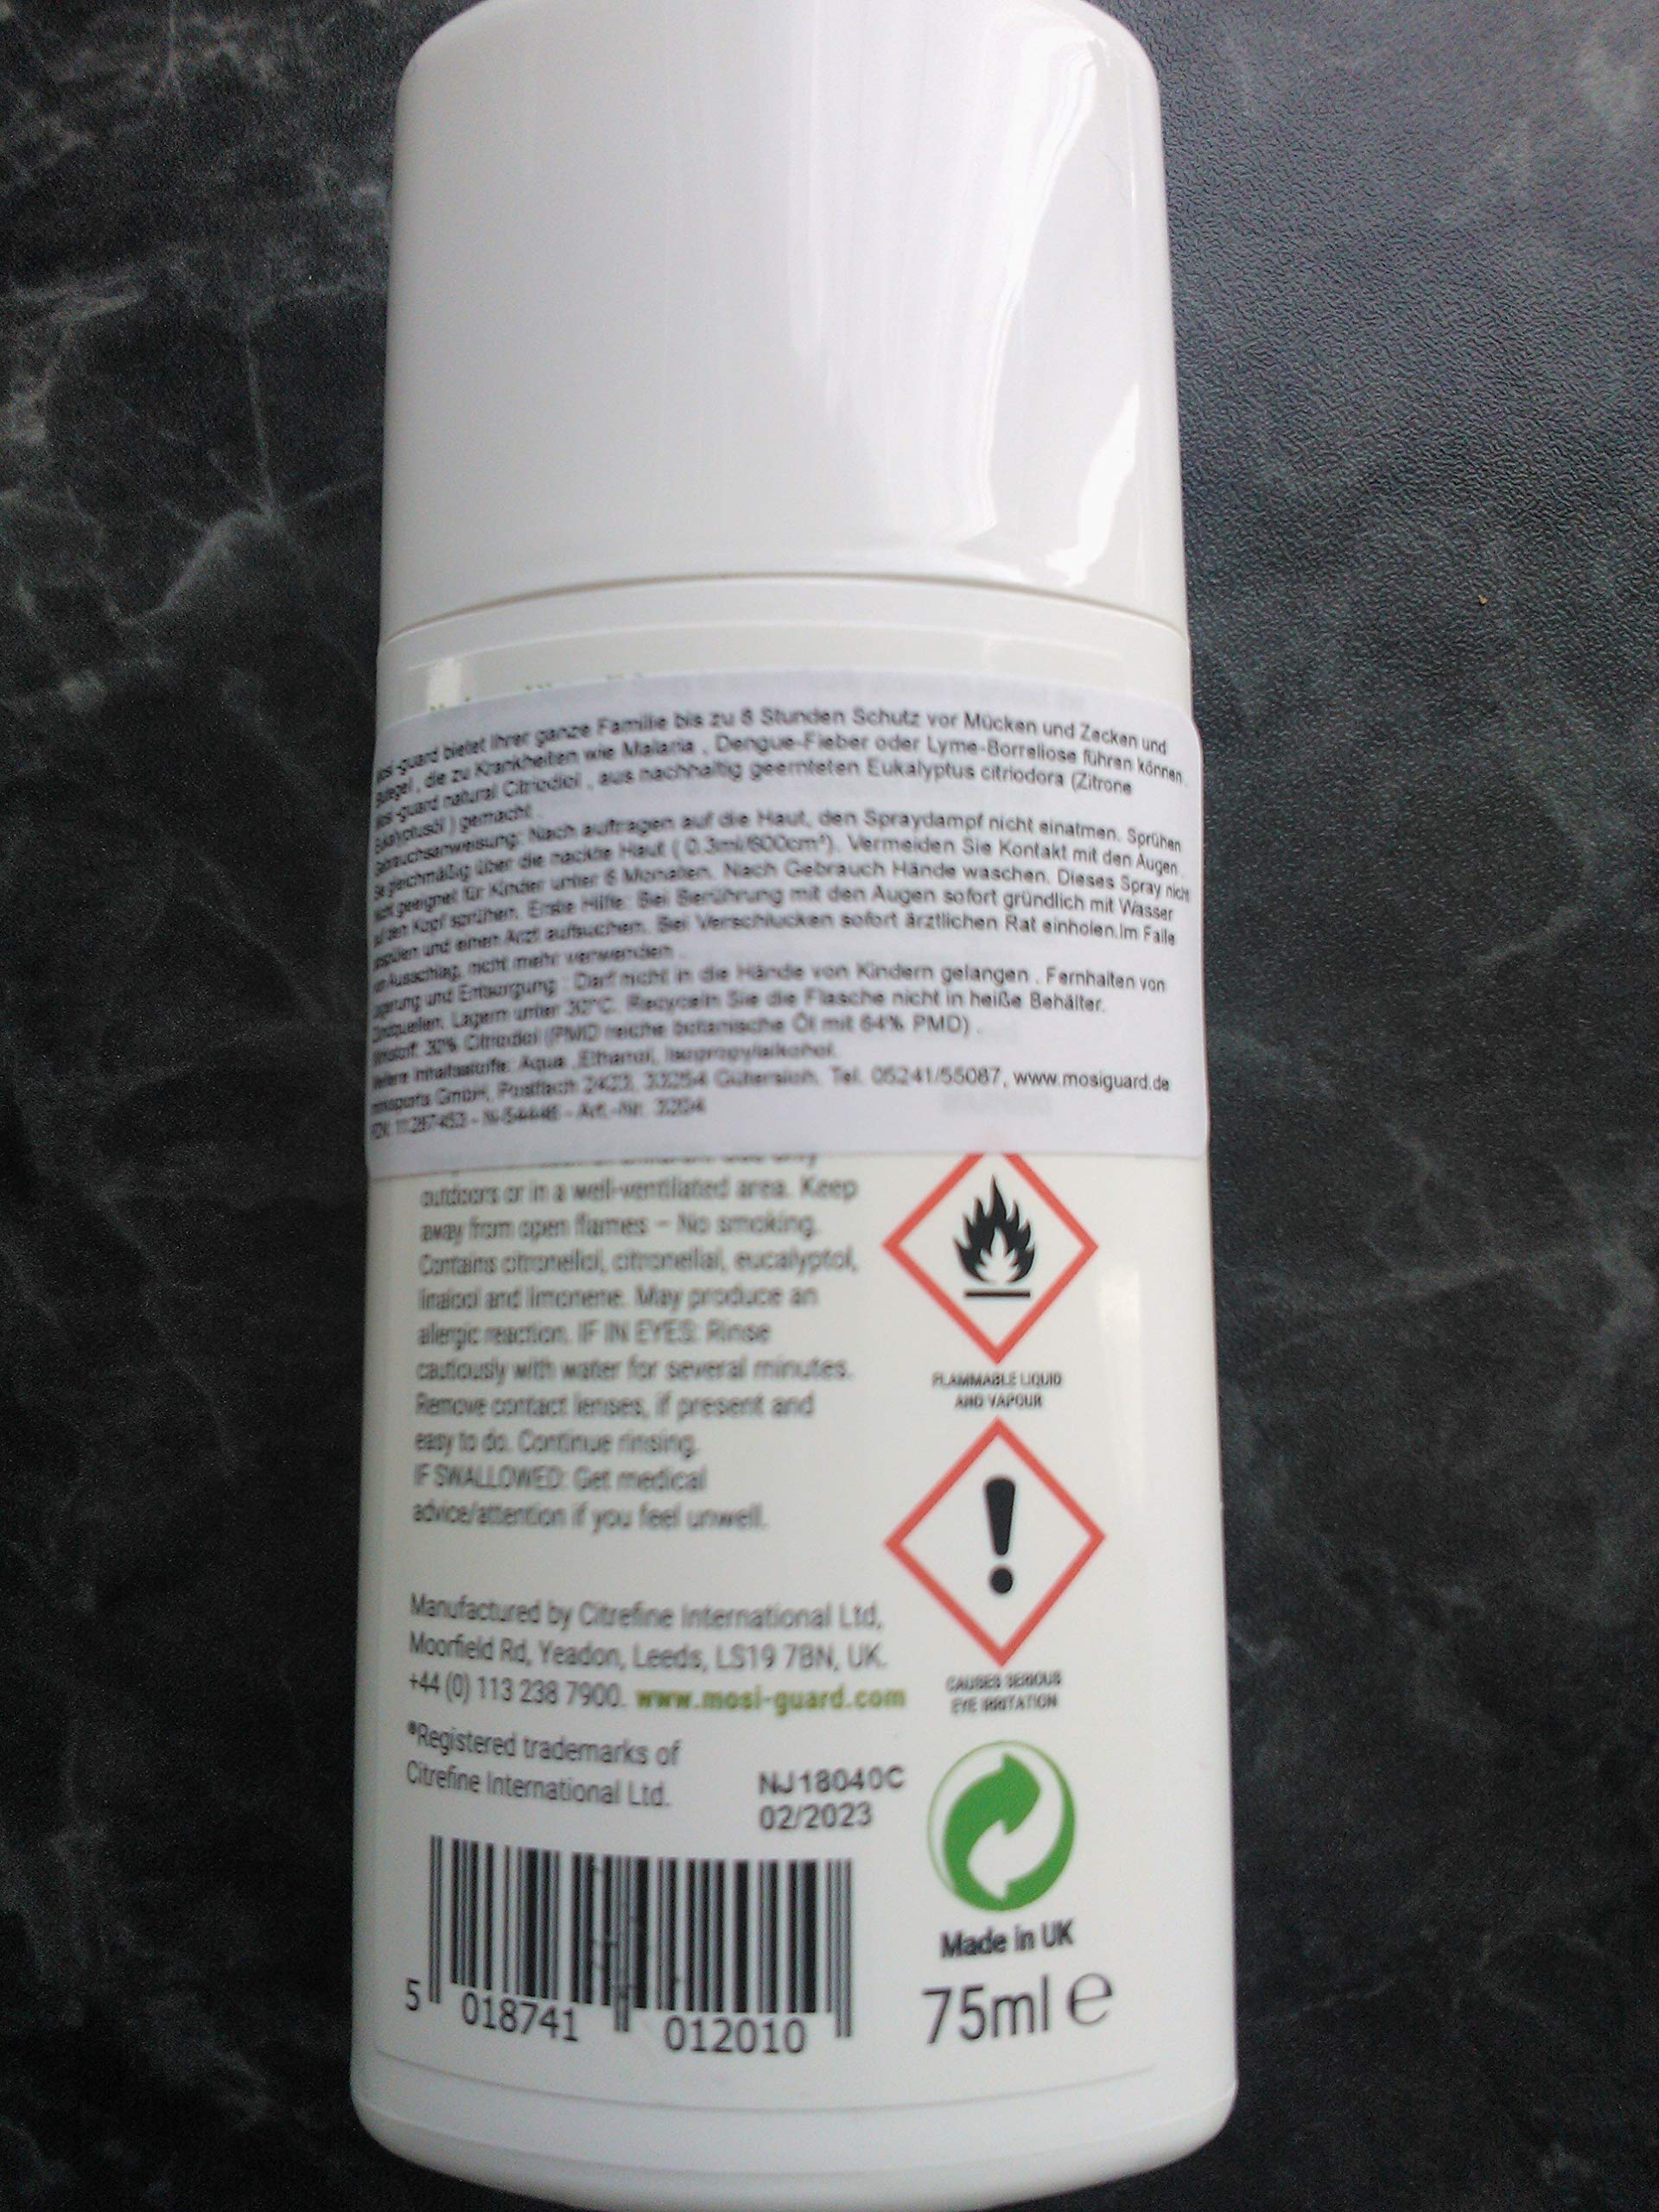 bietet Ihrer ganze Familie bis zu 8 Stunden Schutz vor Mücken und Zecken und
, die zu Krankheiten wie Malaria , Dengue-Fieber oder Lyme-Borreliose führen können.
natural Citriodiol , aus nachhaltig geernteten Eukalyptus citriodora (Zitrone
) gemacht .
Nach auftragen auf die Haut, den Spraydampf nicht einatmen. Sprühen
gleichmäßig über die nackte Haut ( 0.3ml/600cm²). Vermeiden Sie Kontakt mit den Augen.
geeignet für Kinder unter 6 Monaten. Nach Gebrauch Hände waschen. Dieses Spray nicht
den Kopf sprühen. Erste Hilfe: Bei Berührung mit den Augen sofort gründlich mit Wasser
und einen Arzt aufsuchen. Bei Verschlucken sofort ärztlichen Rat einholen.Im Falle
Ausschlag, nicht mehr verwenden .
und Entsorgung : Darf nicht in die Hände von Kindern gelangen . Fernhalten von
Lagern unter 30°C. Recyceln Sie die Flasche nicht in heiße Behälter.
30% Citriodiol (PMD reiche botanische Öl mit 64% PMD) .
Inhaltsstoffe: Aqua ,Ethanol, Isopropylalkohol.
GmbH, Postfach 2423, 33254 Gütersloh. Tel. 05241/55087, www.mosiguard.de
Art.-Nr. 3204
outdoors or in a well-ventilated area. Keep
away from open flames – No smoking.
Contains citronellol, citronellal, eucalyptol,
linalool and limonene. May produce an
allergic reaction. IF IN EYES: Rinse
cautiously with water for several minutes.
Remove contact lenses, if present and
easy to do. Continue rinsing.
IF SWALLOWED: Get medical
advice/attention if you feel unwell.
FLAMMABLE LIQUID
AND VAPOUR
CAUSES SERIOUS
EYE IRRITATION
Manufactured by Citrefine International Ltd,
Moorfield Rd, Yeadon, Leeds, LS19 7BN, UK.
+44 (0) 113 238 7900. www.mosi-guard.com
®Registered trademarks of
Citrefine International Ltd.
NJ18040C
02/2023
Made in UK
75ml e
5 018741 012010